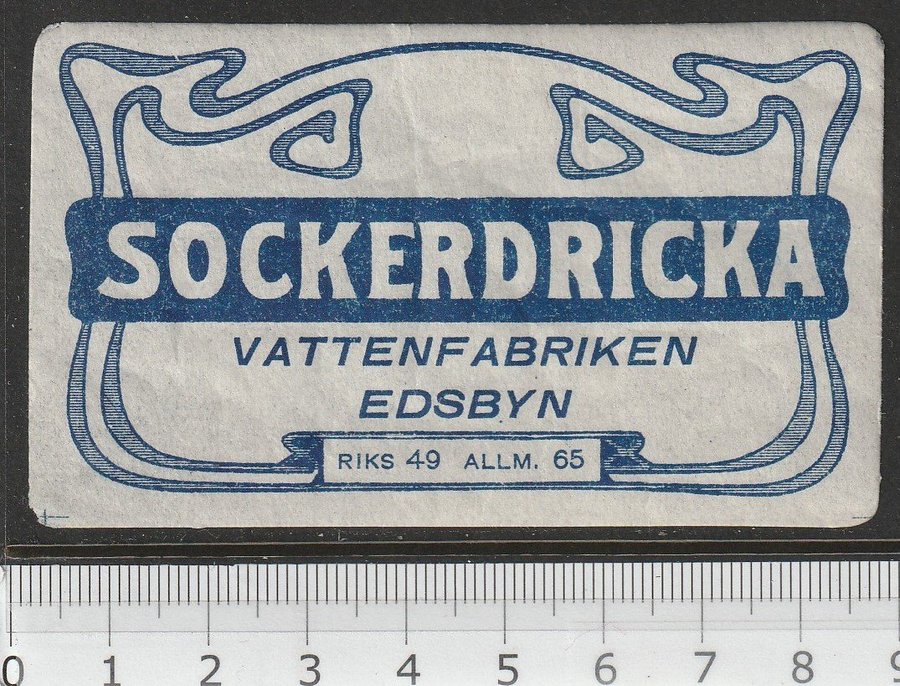 SOCKERDRICKA
VATTENFABRIKEN
EDSBYN
RIKS 49 ALLM. 65
0 1 2 3 4 5 6 7 8 9